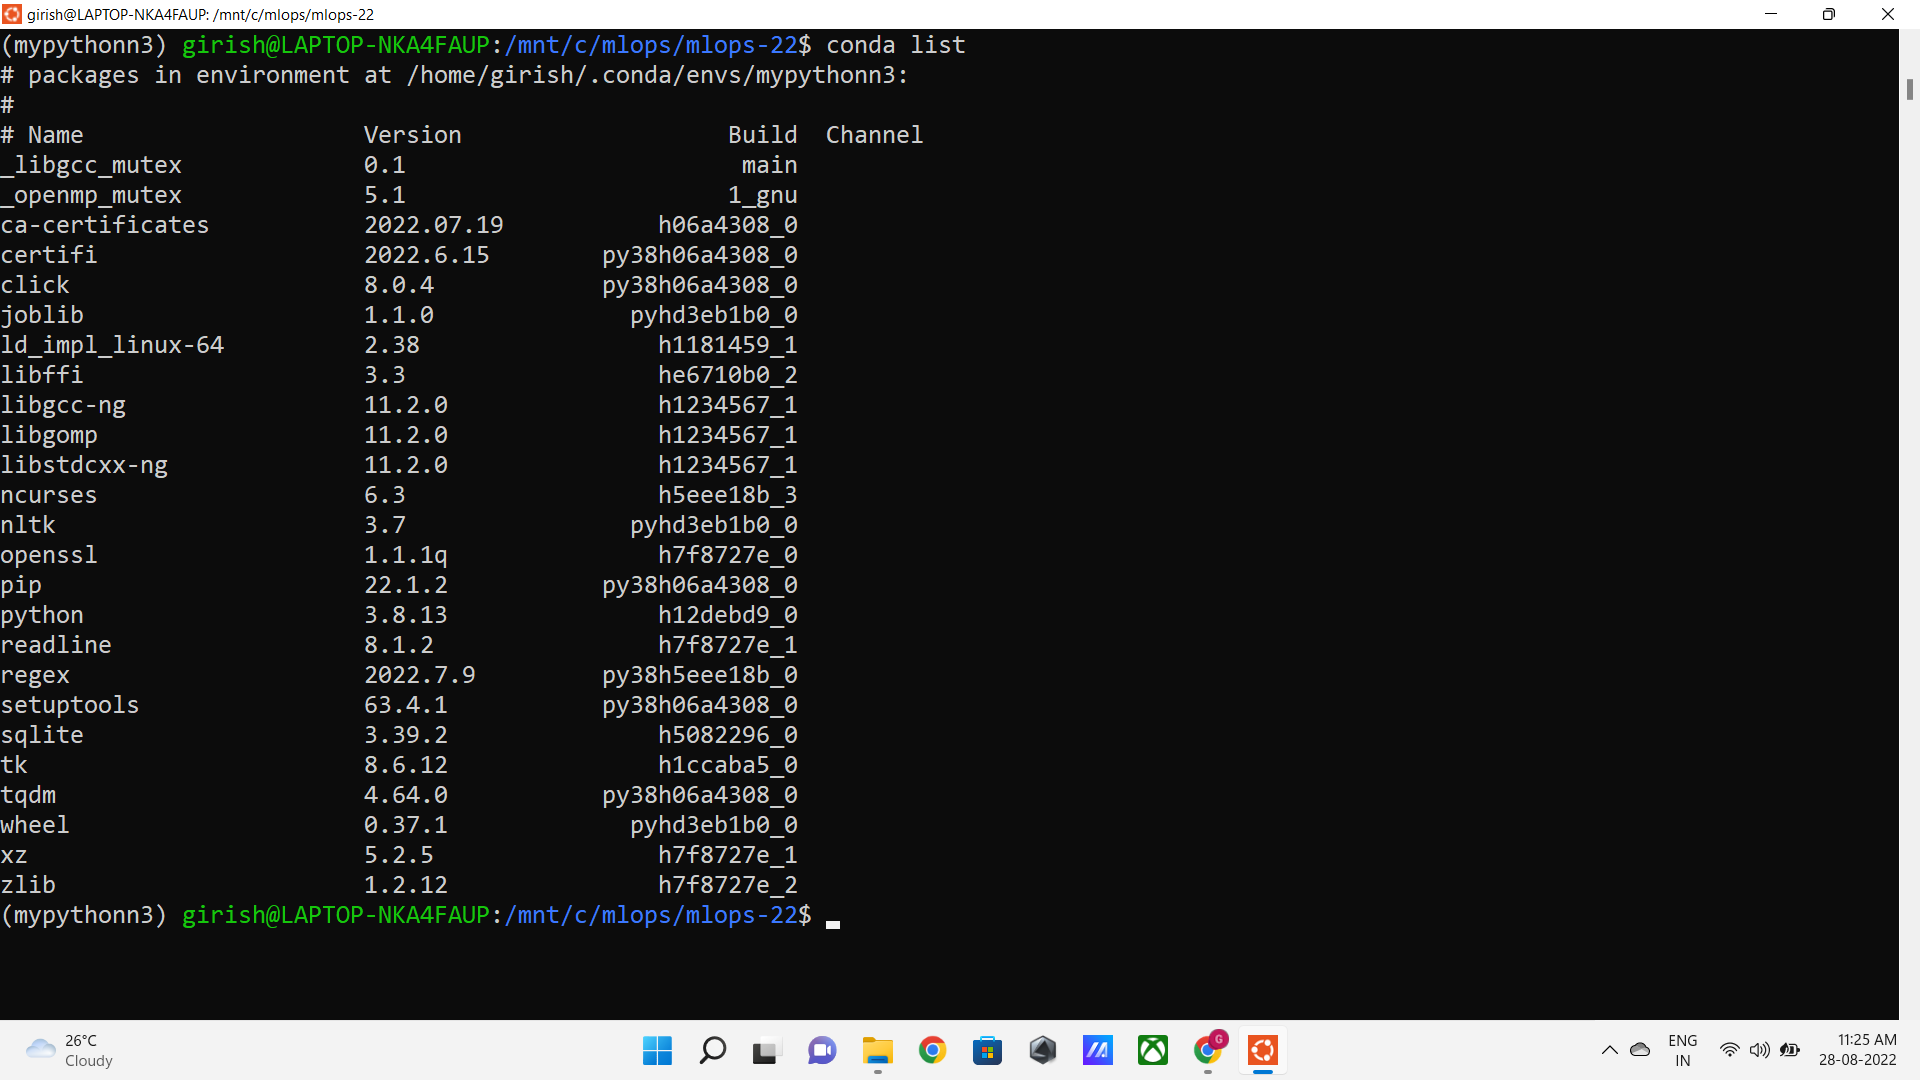 girish@LAPTOP-NKA4FAUP: /mnt/c/mlops/mlops-22
(mypythonn3) girish@LAPTOP-NKA4FAUP:/mnt/c/mlops/mlops-22$ conda list
# packages in environment at /home/girish/.conda/envs/mypythonn3:
#
# Name                    Version                   Build  Channel
_libgcc_mutex             0.1                        main
_openmp_mutex             5.1                       1_gnu
ca-certificates           2022.07.19           h06a4308_0
certifi                   2022.6.15        py38h06a4308_0
click                     8.0.4            py38h06a4308_0
joblib                    1.1.0              pyhd3eb1b0_0
ld_impl_linux-64          2.38                 h1181459_1
libffi                    3.3                  he6710b0_2
libgcc-ng                 11.2.0               h1234567_1
libgomp                   11.2.0               h1234567_1
libstdcxx-ng              11.2.0               h1234567_1
ncurses                   6.3                  h5eee18b_3
nltk                      3.7                pyhd3eb1b0_0
openssl                   1.1.1q               h7f8727e_0
pip                       22.1.2           py38h06a4308_0
python                    3.8.13               h12debd9_0
readline                  8.1.2                h7f8727e_1
regex                     2022.7.9         py38h5eee18b_0
setuptools                63.4.1           py38h06a4308_0
sqlite                    3.39.2               h5082296_0
tk                        8.6.12               h1ccaba5_0
tqdm                      4.64.0           py38h06a4308_0
wheel                     0.37.1             pyhd3eb1b0_0
xz                        5.2.5                h7f8727e_1
zlib                      1.2.12               h7f8727e_2
(mypythonn3) girish@LAPTOP-NKA4FAUP:/mnt/c/mlops/mlops-22$
26°C
Cloudy
G
ENG
IN
11:25 AM
28-08-2022